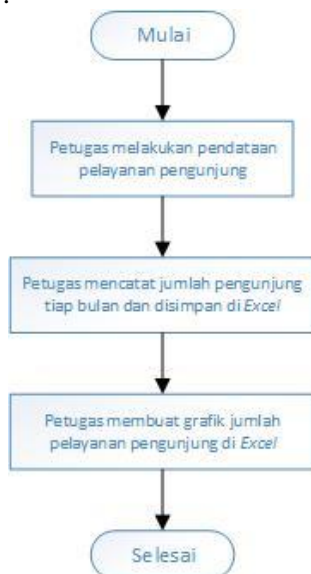 Mulai
Petugas melakukan pendataan
pelayanan pengunjung
Petugas mencatat jumlah pengunjung
tiap bulan dan disimpan di Excel
Petugas membuat grafik jumlah
pelayanan pengunjung di Excel
Selesai